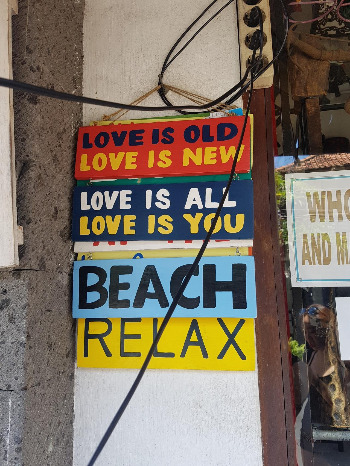 LOVE IS OLD
LOVE IS NEW
LOVE IS ALL
LOVE IS YOU
BEACH
RELAX
WHO
AND